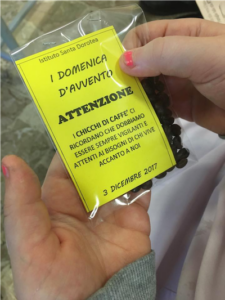 Istituto Santa Dorotea
I DOMENICA
D'AVVENTO
ATTENZIONE
I CHICCHI DI CAFFE' CI
RICORDANO CHE DOBBIAMO
ESSERE SEMPRE VIGILANTI E
ATTENTI AI BISOGNI DI CHI VIVE
ACCANTO A NOI
3 DICEMBRE 2017